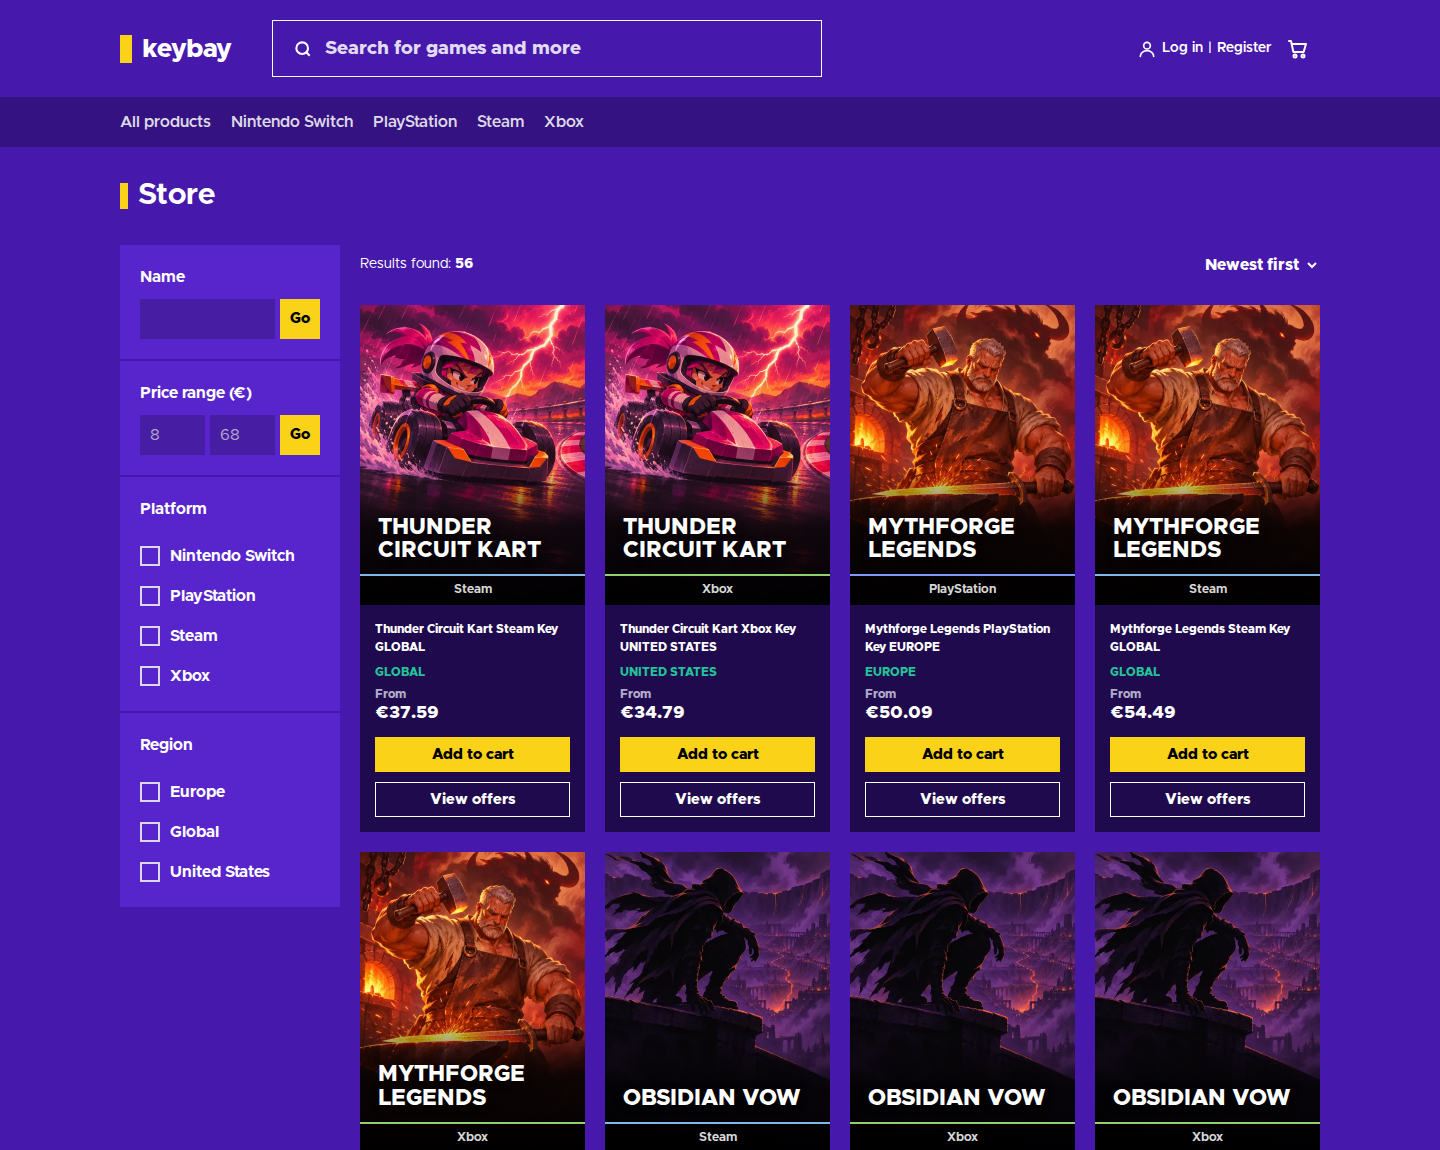 keybay
Search for games and more
Log in | Register
All products
Nintendo Switch
PlayStation
Steam
Xbox
Store
Name
Go
Price range (€)
8
68
Go
Platform
Nintendo Switch
PlayStation
Steam
Xbox
Region
Europe
Global
United States
Results found: 56
Newest first
THUNDER
CIRCUIT KART
Steam
Thunder Circuit Kart Steam Key
GLOBAL
GLOBAL
From
€37.59
Add to cart
View offers
THUNDER
CIRCUIT KART
Xbox
Thunder Circuit Kart Xbox Key
UNITED STATES
UNITED STATES
From
€34.79
Add to cart
View offers
MYTHFORGE
LEGENDS
PlayStation
Mythforge Legends PlayStation
Key EUROPE
EUROPE
From
€50.09
Add to cart
View offers
MYTHFORGE
LEGENDS
Steam
Mythforge Legends Steam Key
GLOBAL
GLOBAL
From
€54.49
Add to cart
View offers
MYTHFORGE
LEGENDS
Xbox
OBSIDIAN VOW
Steam
OBSIDIAN VOW
Xbox
OBSIDIAN VOW
Xbox